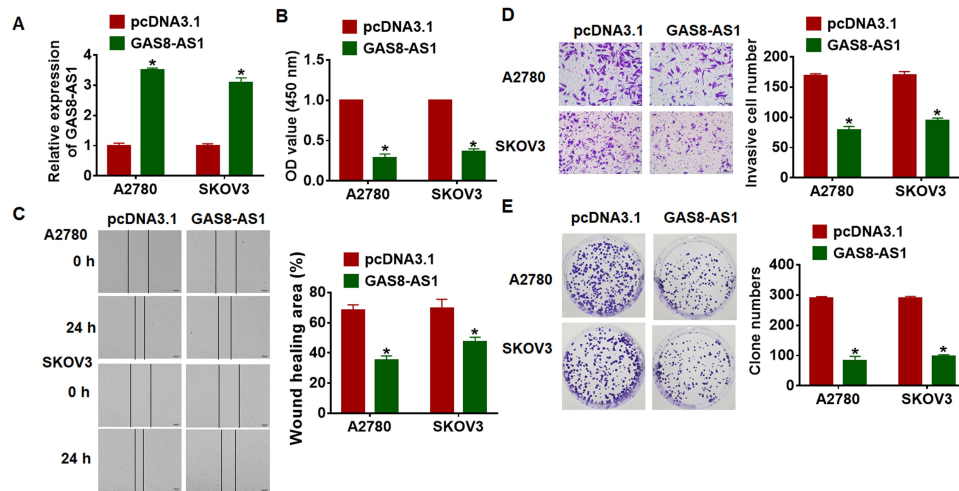 A
pcDNA3.1
GAS8-AS1
Relative expression
of GAS8-AS1
4
3
2
1
0
*
*
A2780
SKOV3
B
pcDNA3.1
GAS8-AS1
OD value (450 nm)
1.5
1.0
0.5
0.0
*
*
A2780
SKOV3
C
pcDNA3.1
GAS8-AS1
A2780
0 h
24 h
SKOV3
0 h
24 h
pcDNA3.1
GAS8-AS1
Wound healing area (%)
80
60
40
20
0
*
*
A2780
SKOV3
D
pcDNA3.1
GAS8-AS1
A2780
SKOV3
pcDNA3.1
GAS8-AS1
Invasive cell number
200
150
100
50
0
*
*
A2780
SKOV3
E
pcDNA3.1
GAS8-AS1
A2780
SKOV3
pcDNA3.1
GAS8-AS1
Clone numbers
400
300
200
100
0
*
*
A2780
SKOV3